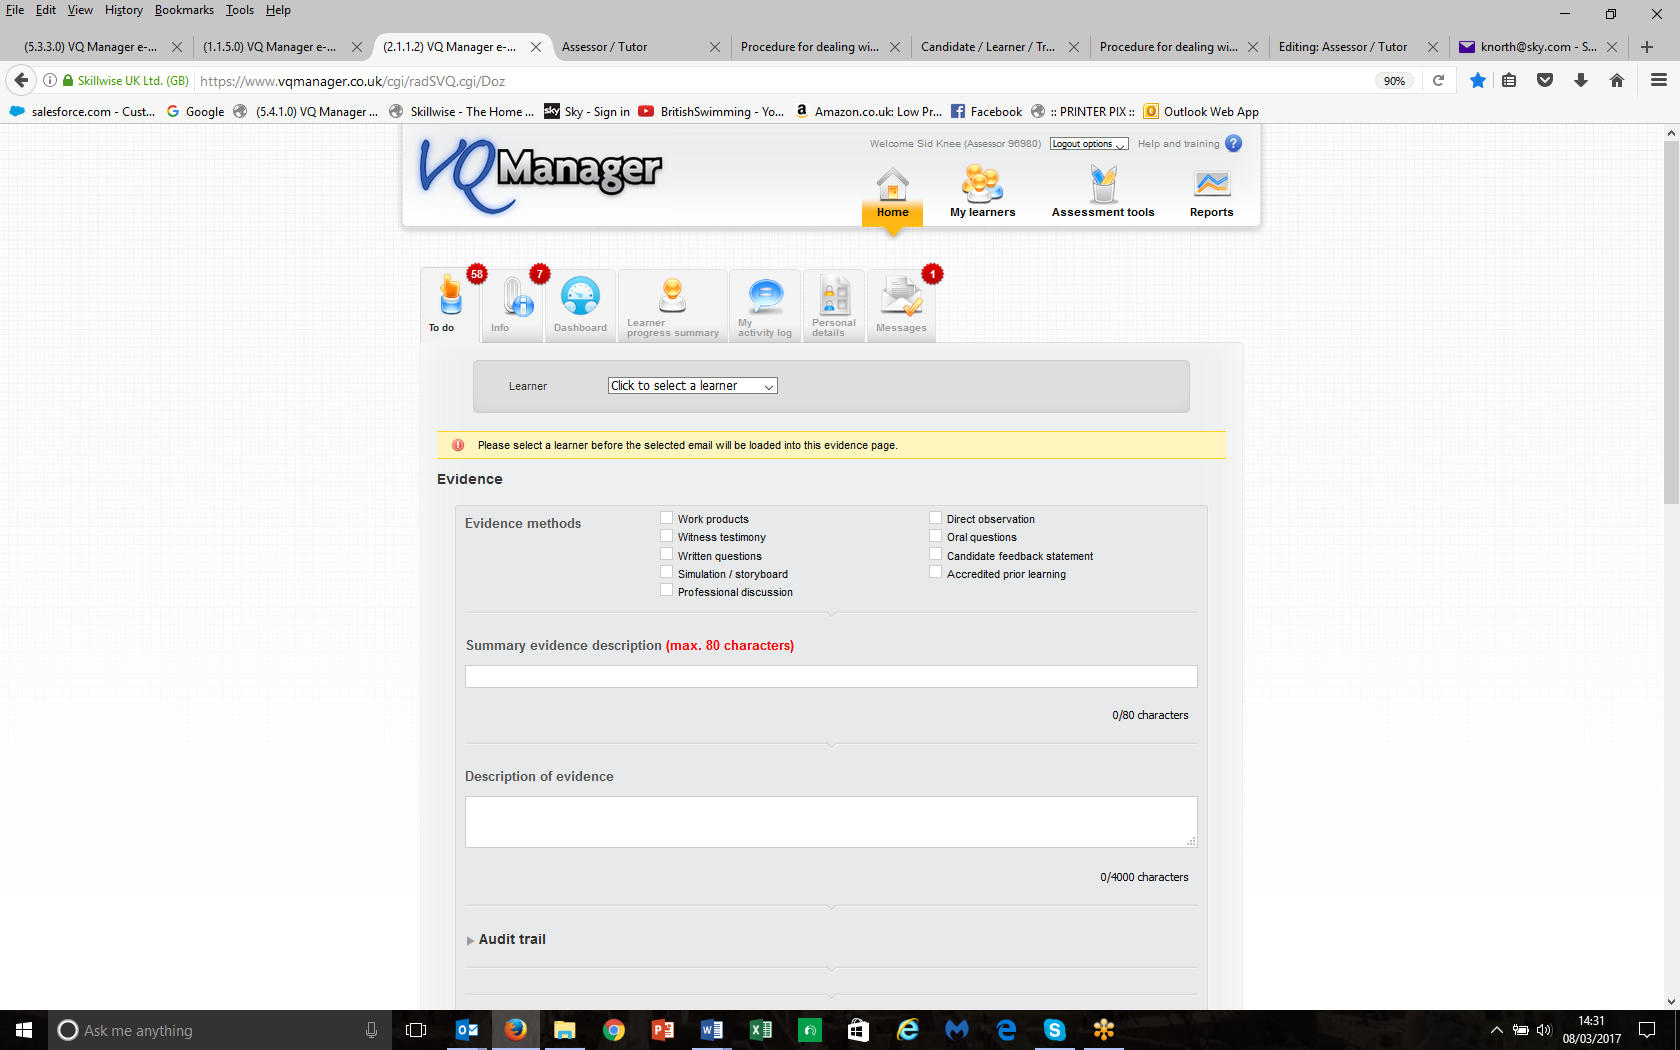 File Edit View History Bookmarks Tools Help
(5.3.3.0) VQ Manager e-... (1.1.5.0) VQ Manager e-... (2.1.1.2) VQ Manager e-... Assessor / Tutor Procedure for dealing wi... Candidate / Learner / Tr... Procedure for dealing wi... Editing: Assessor / Tutor knorth@sky.com - S...
Skillwise UK Ltd. (GB) https://www.vqmanager.co.uk/cgi/radSVQ.cgi/Doz 90%
salesforce.com - Cust... Google (5.4.1.0) VQ Manager ... Skillwise - The Home ... sky Sky - Sign in BritishSwimming - Yo... Amazon.co.uk: Low Pr... Facebook :: PRINTER PIX :: Outlook Web App
VQManager
Welcome Sid Knee (Assessor 96980) Logout options Help and training ?
Home My learners Assessment tools Reports
58 7 1
To do Info Dashboard Learner progress summary My activity log Personal details Messages
Learner Click to select a learner
Please select a learner before the selected email will be loaded into this evidence page.
Evidence
Evidence methods
Work products Direct observation
Witness testimony Oral questions
Written questions Candidate feedback statement
Simulation / storyboard Accredited prior learning
Professional discussion
Summary evidence description (max. 80 characters)
0/80 characters
Description of evidence
0/4000 characters
Audit trail
Ask me anything
14:31
08/03/2017